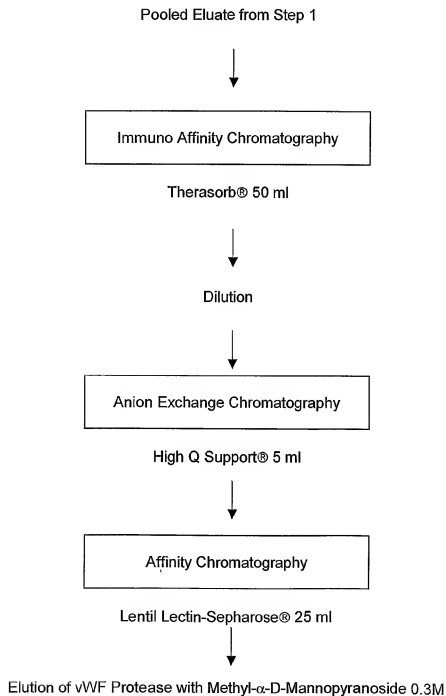 Pooled Eluate from Step 1
Immuno Affinity Chromatography
Therasorb® 50 ml
Dilution
Anion Exchange Chromatography
High Q Support® 5 ml
Affinity Chromatography
Lentil Lectin-Sepharose® 25 ml
Elution of vWF Protease with Methyl-α-D-Mannopyranoside 0.3M